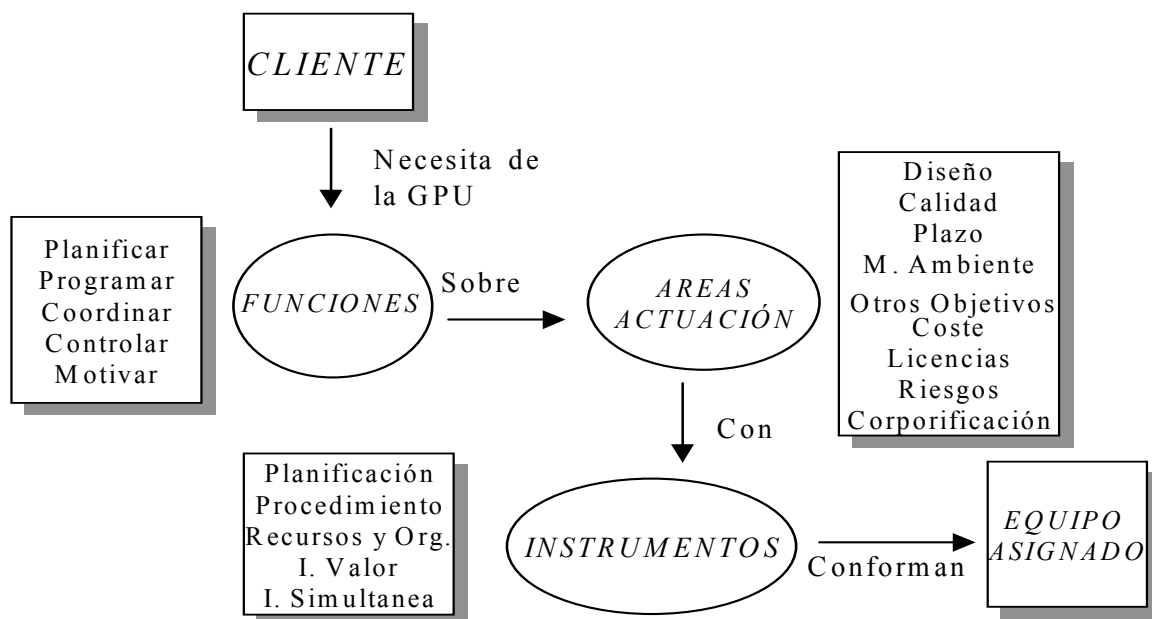 CLIENTE
Necesita de
la GPU
Planificar
Programar
Coordinar
Controlar
Motivar
FUNCIONES
Sobre
AREAS
ACTUACIÓN
Diseño
Calidad
Plazo
M. Ambiente
Otros Objetivos
Coste
Licencias
Riesgos
Corporificación
Con
Planificación
Procedimiento
Recursos y Org.
I. Valor
I. Simultanea
INSTRUMENTOS
Conforman
EQUIPO
ASIGNADO